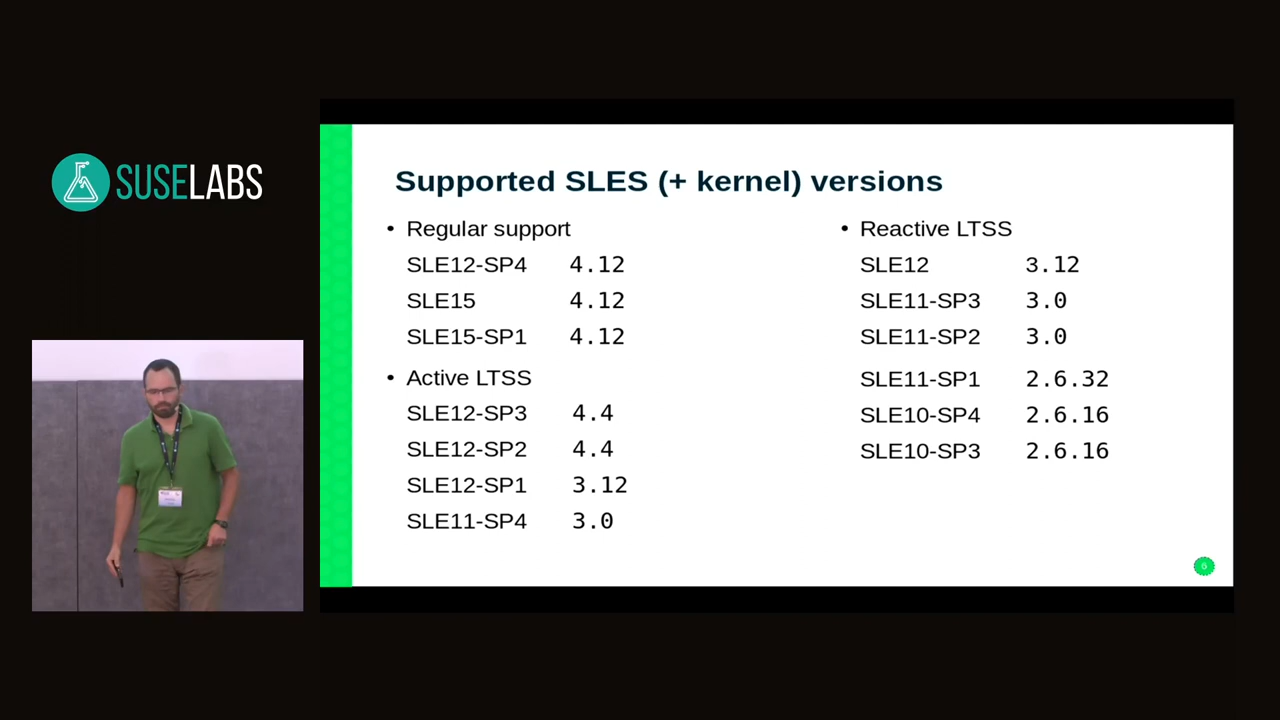 SUSELABS
Supported SLES (+ kernel) versions
• Regular support
SLE12-SP4 4.12
SLE15 4.12
SLE15-SP1 4.12
• Active LTSS
SLE12-SP3 4.4
SLE12-SP2 4.4
SLE12-SP1 3.12
SLE11-SP4 3.0
• Reactive LTSS
SLE12 3.12
SLE11-SP3 3.0
SLE11-SP2 3.0
SLE11-SP1 2.6.32
SLE10-SP4 2.6.16
SLE10-SP3 2.6.16
6